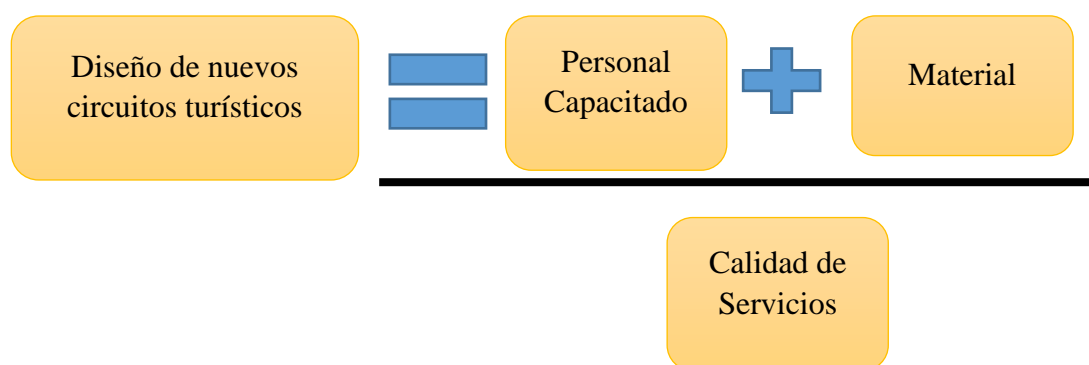 Diseño de nuevos
circuitos turísticos
Personal
Capacitado
Material
Calidad de
Servicios